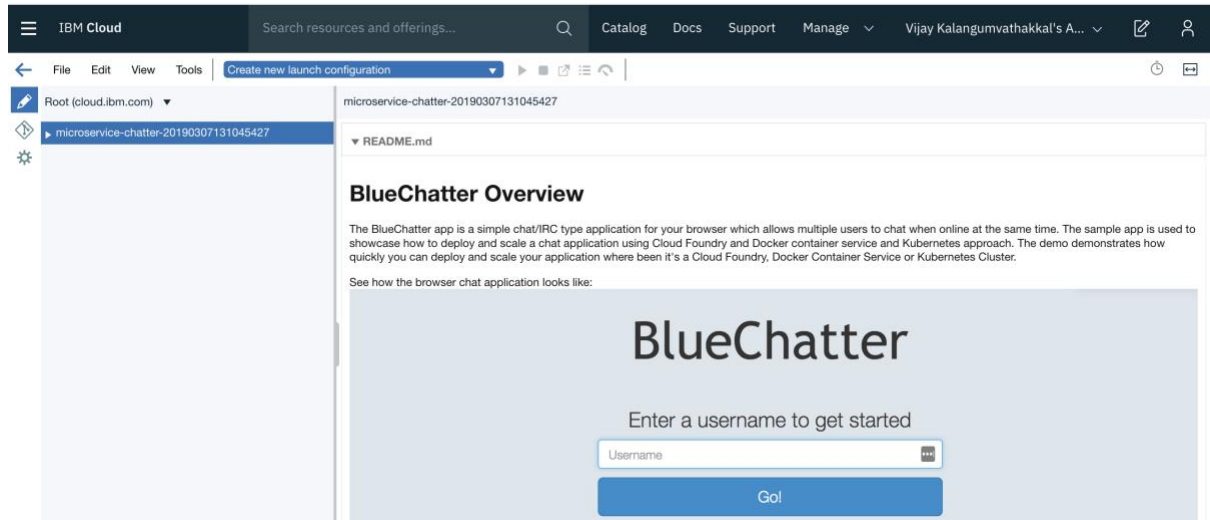 IBM Cloud Search resources and offerings... Catalog Docs Support Manage Vijay Kalangumvathakkal's A...
File Edit View Tools Create new launch configuration
Root (cloud.ibm.com) microservice-chatter-20190307131045427
microservice-chatter-20190307131045427
README.md
BlueChatter Overview
The BlueChatter app is a simple chat/IRC type application for your browser which allows multiple users to chat when online at the same time. The sample app is used to
showcase how to deploy and scale a chat application using Cloud Foundry and Docker container service and Kubernetes approach. The demo demonstrates how
quickly you can deploy and scale your application where been it's a Cloud Foundry, Docker Container Service or Kubernetes Cluster.
See how the browser chat application looks like:
BlueChatter
Enter a username to get started
Username
Go!